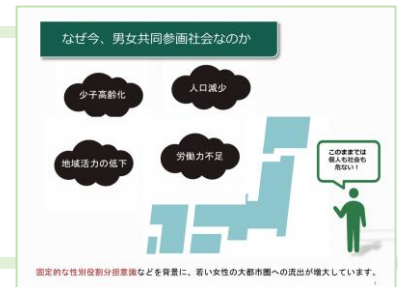 なぜ今、男女共同参画社会なのか
少子高齢化
人口減少
地域活力の低下
労働力不足
このままでは
個人も社会も
危ない！
固定的な性別役割分担意識などを背景に、若い女性の大都市圏への流出が増大しています。